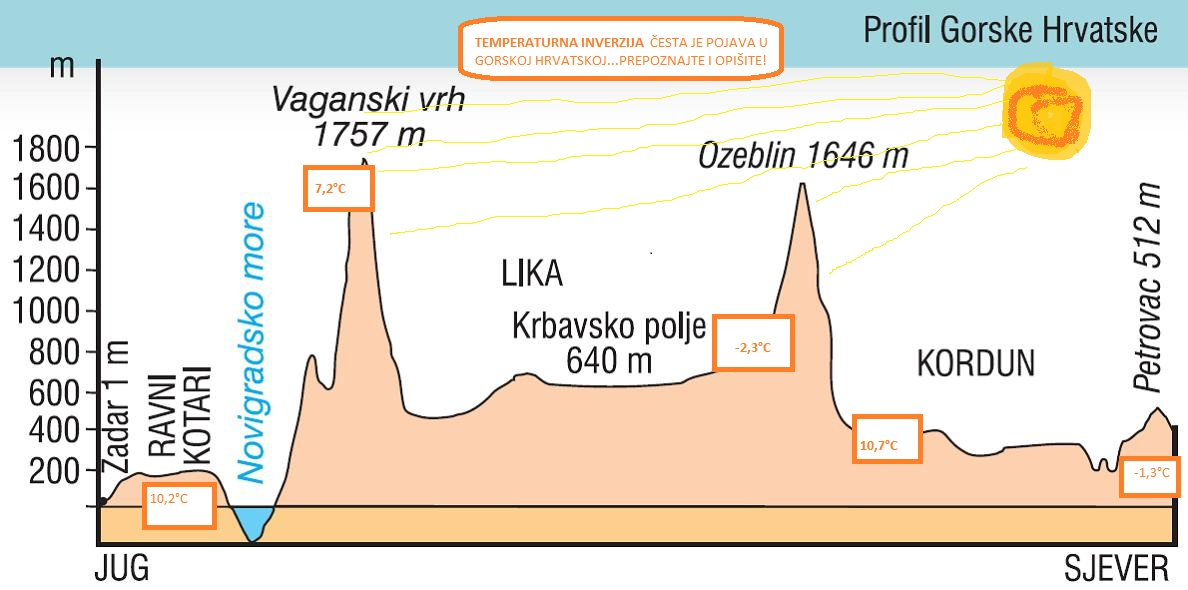 Profil Gorske Hrvatske
TEMPERATURNA INVERZIJA ČESTA JE POJAVA U
GORSKOJ HRVATSKOJ...PREPOZNAJTE I OPIŠITE!
m
Vaganski vrh
1757 m
Ozeblin 1646 m
1800
1600
1400
1200
1000
800
600
400
200
7,2°C
LIKA
Krbavsko polje
640 m
-2,3°C
KORDUN
10,7°C
Petrovac 512 m
-1,3°C
Zadar 1 m
RAVNI
KOTARI
Novigradsko more
10,2°C
JUG
SJEVER